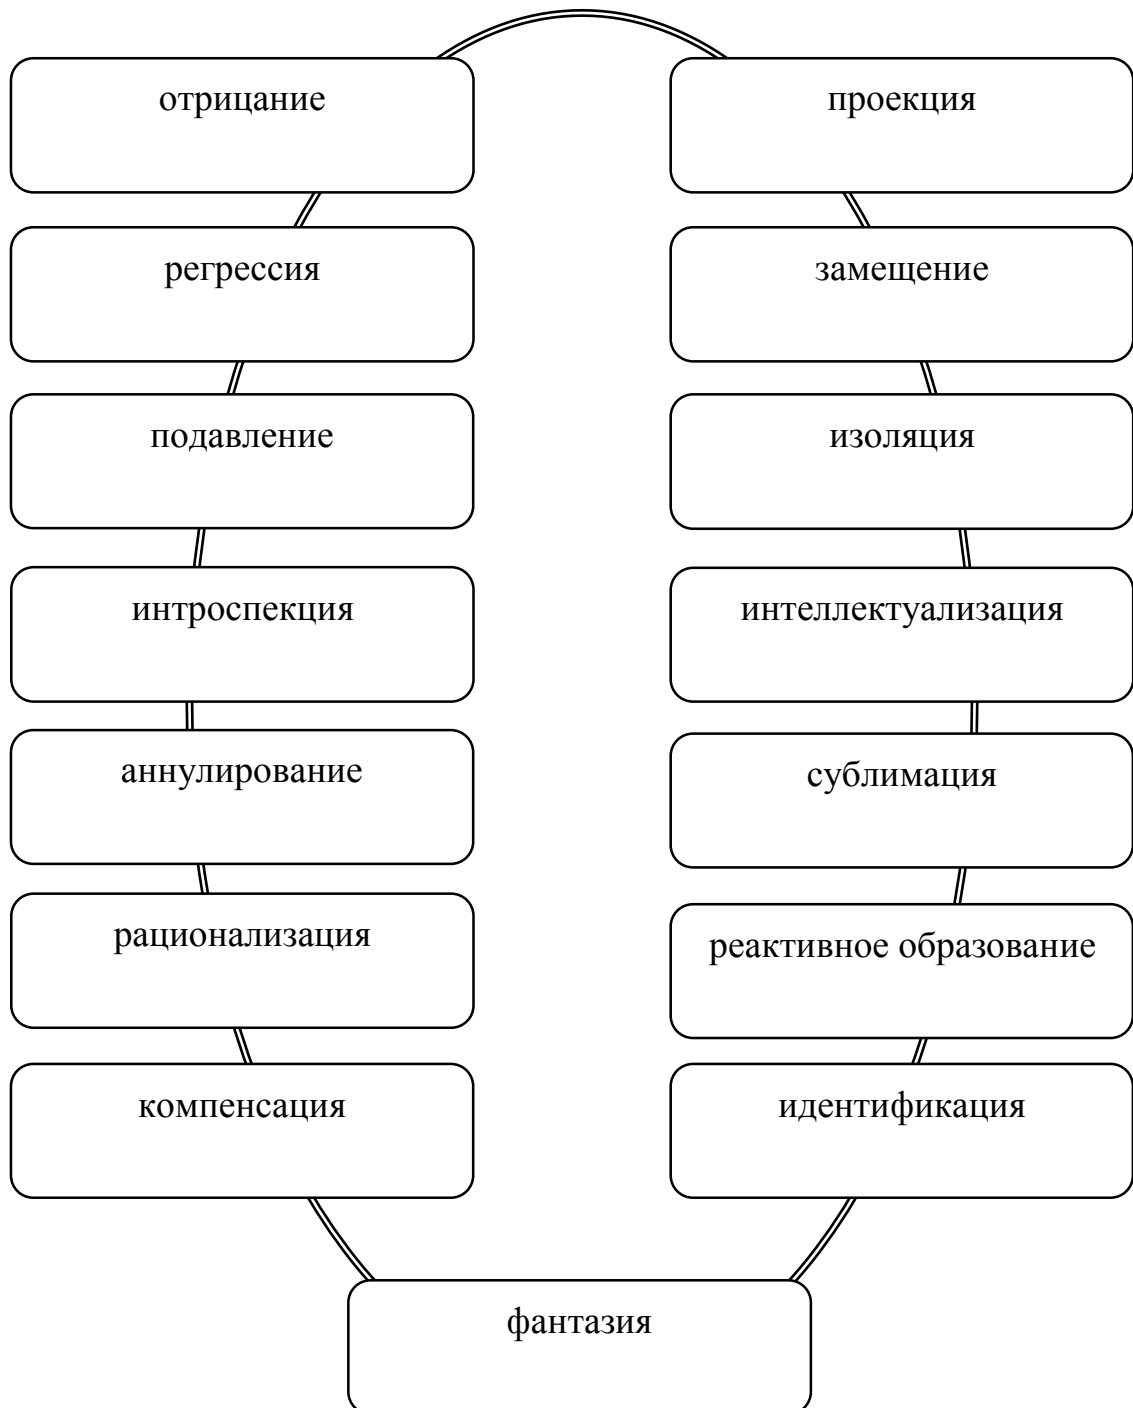 отрицание
проекция
регрессия
замещение
подавление
изоляция
интроспекция
интеллектуализация
аннулирование
сублимация
рационализация
реактивное образование
компенсация
идентификация
фантазия